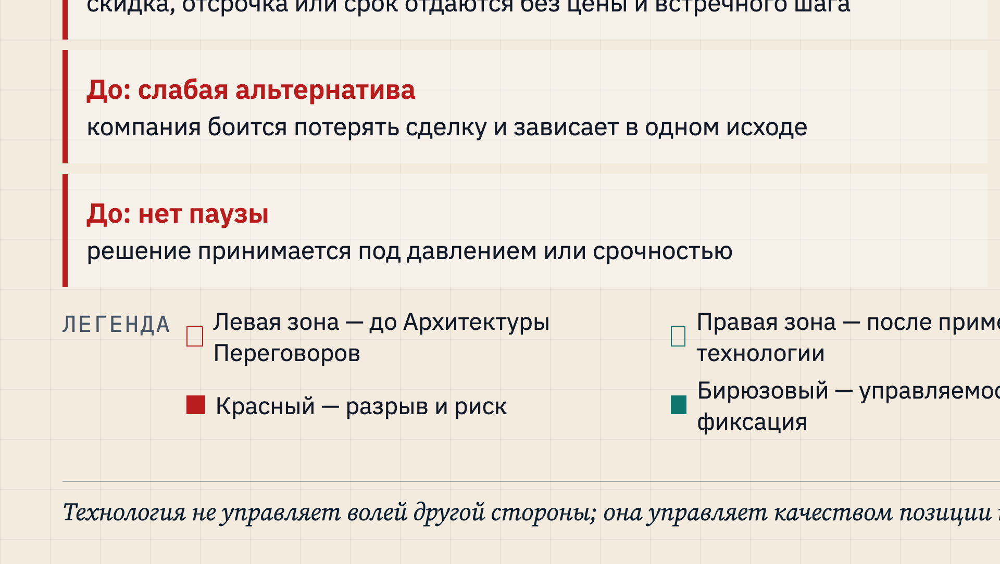 скидка, отсрочка или срок отдаются без цены и встречного шага
До: слабая альтернатива
компания боится потерять сделку и зависает в одном исходе
До: нет паузы
решение принимается под давлением или срочностью
ЛЕГЕНДА
Левая зона — до Архитектуры
Переговоров
Правая зона — после
технологии
Красный — разрыв и риск
Бирюзовый —
фиксация
Технология не управляет волей другой стороны; она управляет качеством позиции